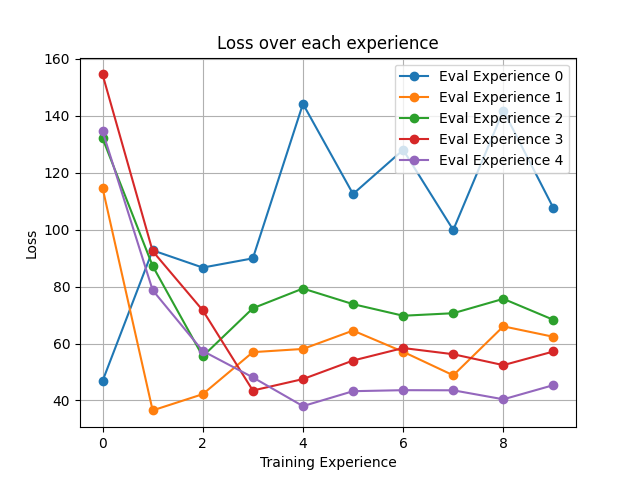 Loss over each experience
160
140
120
100
80
60
40
Loss
0
2
4
6
8
Training Experience
Eval Experience 0
Eval Experience 1
Eval Experience 2
Eval Experience 3
Eval Experience 4